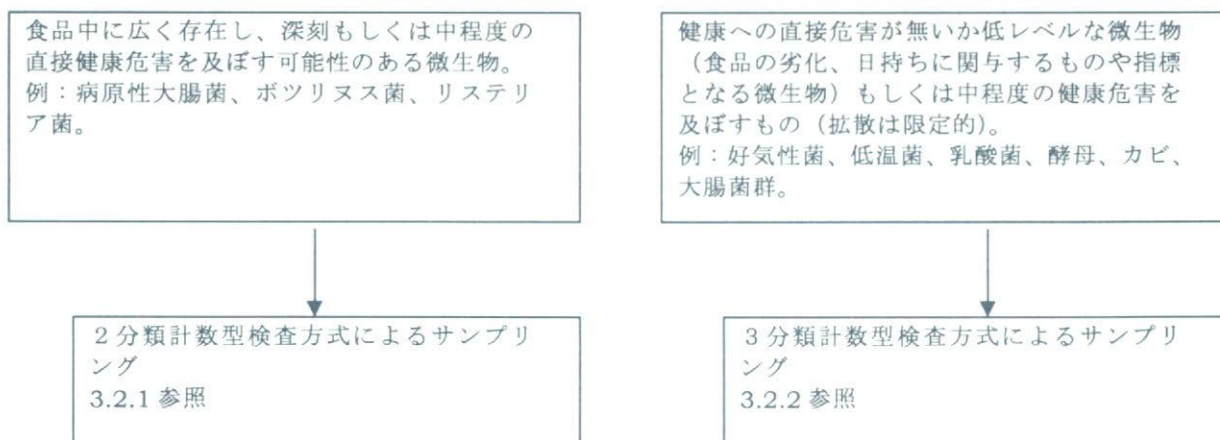 食品中に広く存在し、深刻もしくは中程度の
直接健康危害を及ぼす可能性のある微生物。
例：病原性大腸菌、ボツリヌス菌、リステリ
ア菌。
健康への直接危害が無いか低レベルな微生物
（食品の劣化、日持ちに関与するものや指標
となる微生物）もしくは中程度の健康危害を
及ぼすもの（拡散は限定的）。
例：好気性菌、低温菌、乳酸菌、酵母、カビ、
大腸菌群。
２分類計数型検査方式によるサンプリ
ング
3.2.1 参照
３分類計数型検査方式によるサンプリ
ング
3.2.2 参照